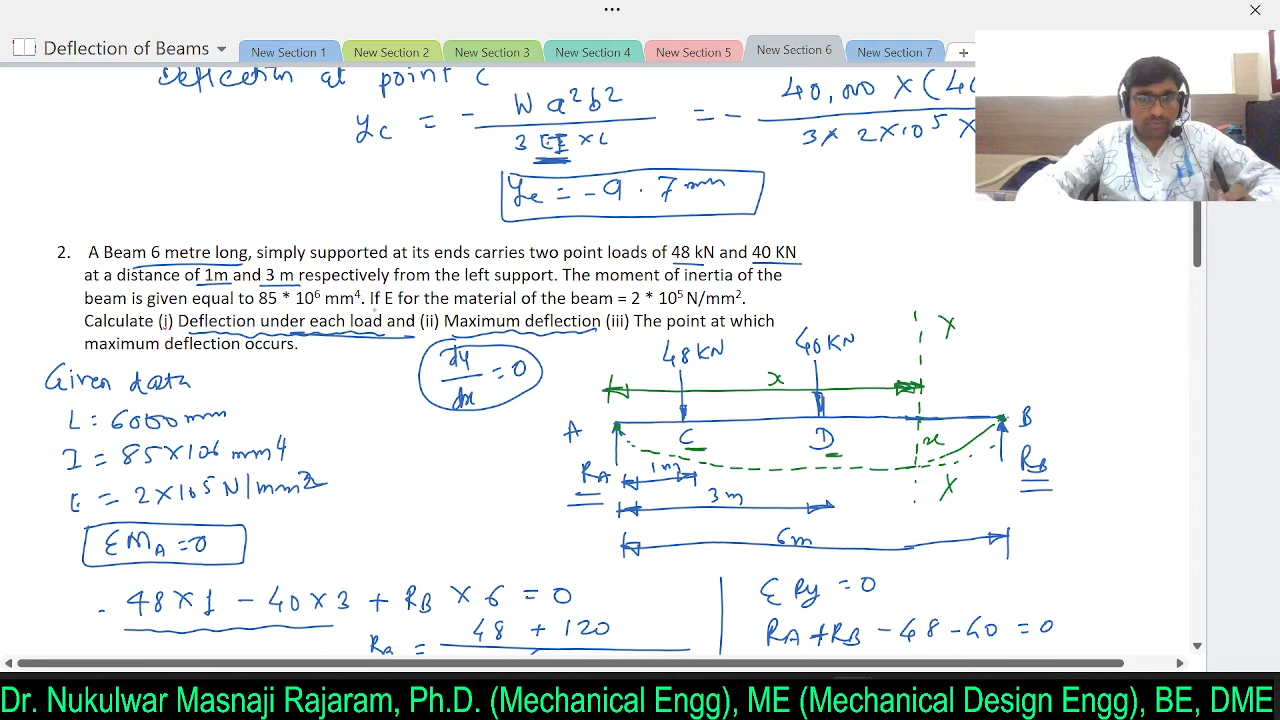 Deflection of Beams
New Section 1
New Section 2
New Section 3
New Section 4
New Section 5
New Section 6
New Section 7
+
Deflection at point C
yc = - W a²b² / 3 EI × L = - 40,000 × (40 / 3 × 2×10⁵ ×
yc = -9.7 mm
2. A Beam 6 metre long, simply supported at its ends carries two point loads of 48 kN and 40 KN
at a distance of 1m and 3 m respectively from the left support. The moment of inertia of the
beam is given equal to 85 * 10⁶ mm⁴. If E for the material of the beam = 2 * 10⁵ N/mm².
Calculate (i) Deflection under each load and (ii) Maximum deflection (iii) The point at which
maximum deflection occurs.
dy/dx = 0
Given data
L = 6000 mm
I = 85×106 mm4
E = 2×105 N/mm2
ΣMA = 0
48KN 40KN X
x
A C D x B
RA 1m RB
3m X
6m
- 48×1 - 40×3 + RB × 6 = 0
48 + 120
RB =
ΣRy = 0
RA + RB - 48 - 40 = 0
Dr. Nukulwar Masnaji Rajaram, Ph.D. (Mechanical Engg), ME (Mechanical Design Engg), BE, DME